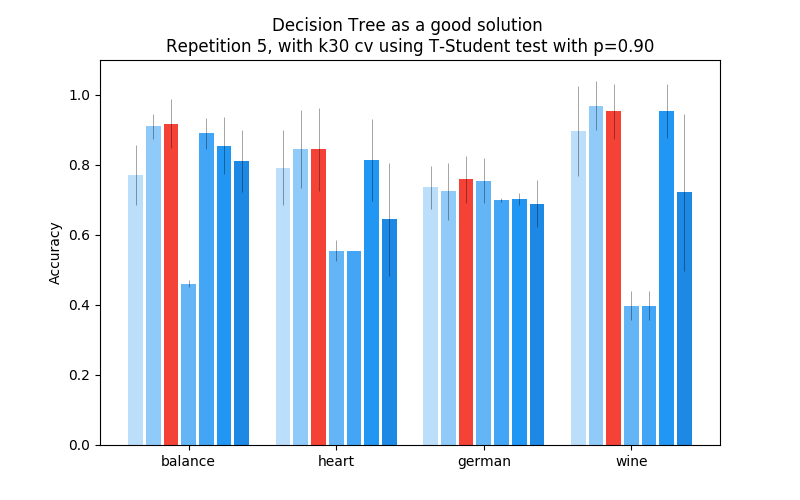 Decision Tree as a good solution
Repetition 5, with k30 cv using T-Student test with p=0.90
1.0
0.8
0.6
0.4
0.2
0.0
Accuracy
balance heart german wine